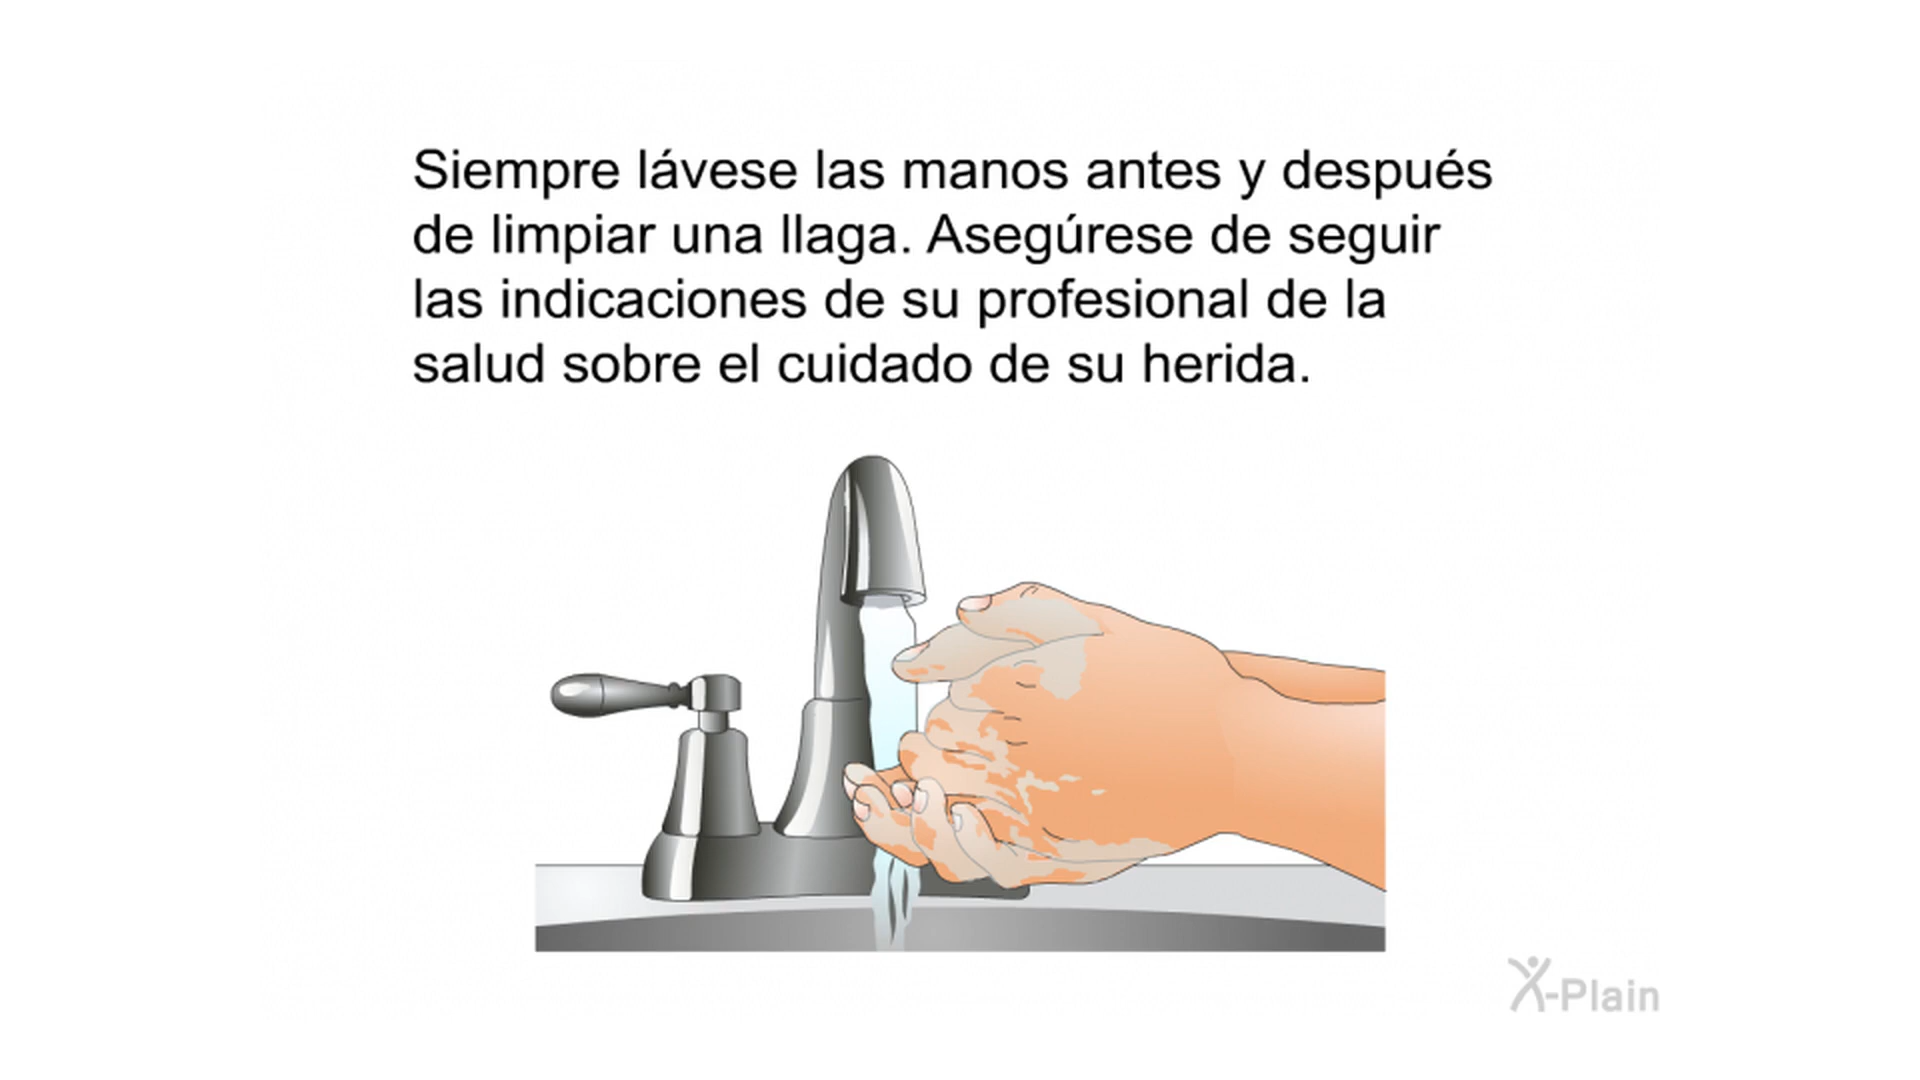 Siempre lávese las manos antes y después
de limpiar una llaga. Asegúrese de seguir
las indicaciones de su profesional de la
salud sobre el cuidado de su herida.
X-Plain